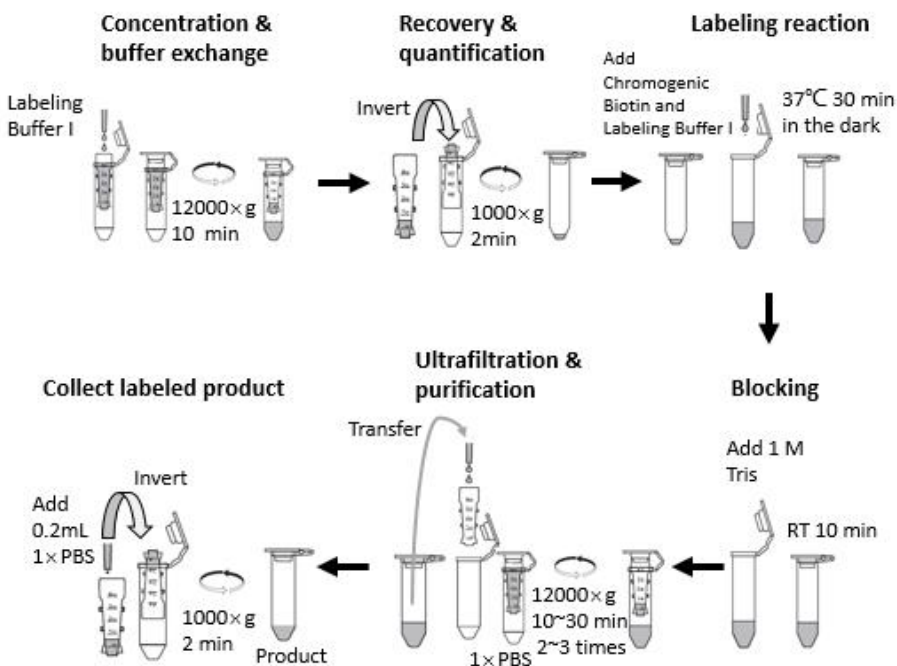 Concentration &
buffer exchange
Labeling
Buffer I
12000×g
10 min
Recovery &
quantification
Invert
1000×g
2min
Labeling reaction
Add
Chromogenic
Biotin and
Labeling Buffer I
37℃ 30 min
in the dark
Blocking
Add 1 M
Tris
RT 10 min
Ultrafiltration &
purification
Transfer
12000×g
10~30 min
2~3 times
1×PBS
Collect labeled product
Add
0.2mL
1×PBS
Invert
1000×g
2 min
Product